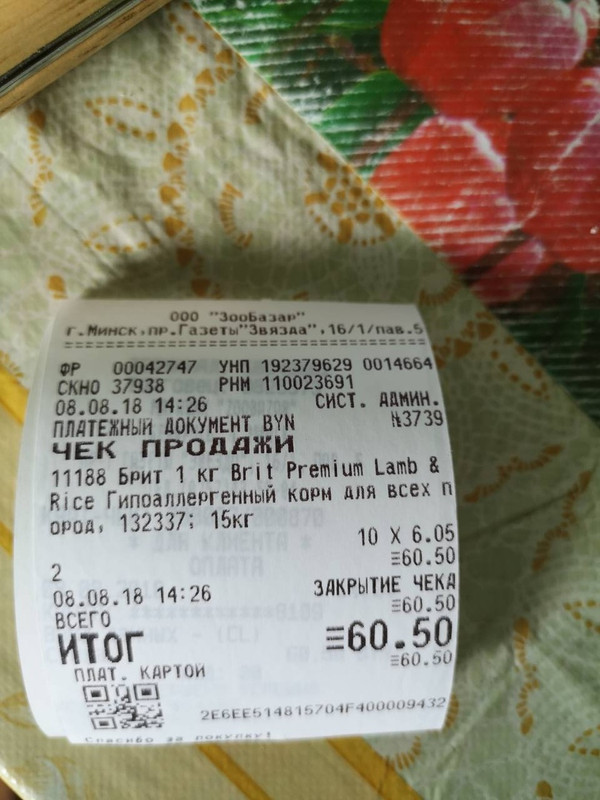 ООО "ЗооБазар"
г.Минск,пр.Газеты"Звязда",16/1/пав.5
ФР 00042747 УНП 192379629 0014664
СКНО 37938 РНМ 110023691
08.08.18 14:26 СИСТ. АДМИН.
ПЛАТЕЖНЫЙ ДОКУМЕНТ BYN №3739
ЧЕК ПРОДАЖИ
11188 Брит 1 кг Brit Premium Lamb &
Rice Гипоаллергенный корм для всех п
ород, 132337; 15кг
10 X 6.05
≡60.50
2
08.08.18 14:26 ЗАКРЫТИЕ ЧЕКА
ВСЕГО ≡60.50
ИТОГ ≡60.50
ПЛАТ. КАРТОЙ ≡60.50
2E6EE514815704F400009432
Спасибо за покупку!